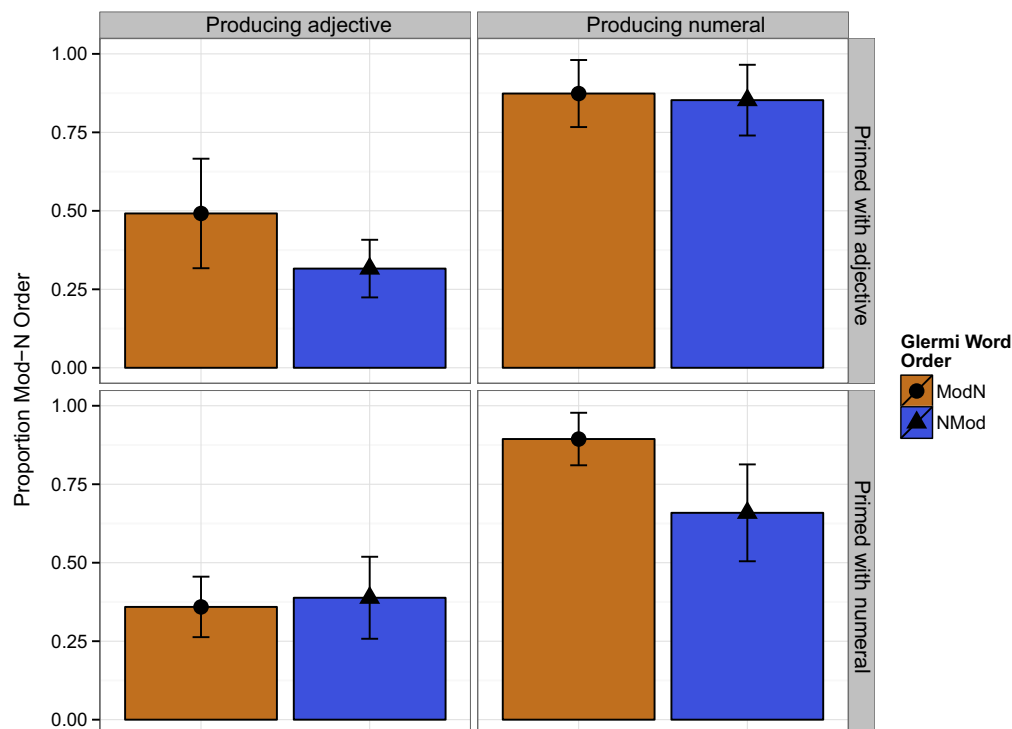 Producing adjective
Producing numeral
Proportion Mod−N Order
1.00
0.75
0.50
0.25
0.00
Primed with adjective
1.00
0.75
0.50
0.25
0.00
Primed with numeral
Glermi Word
Order
ModN
NMod